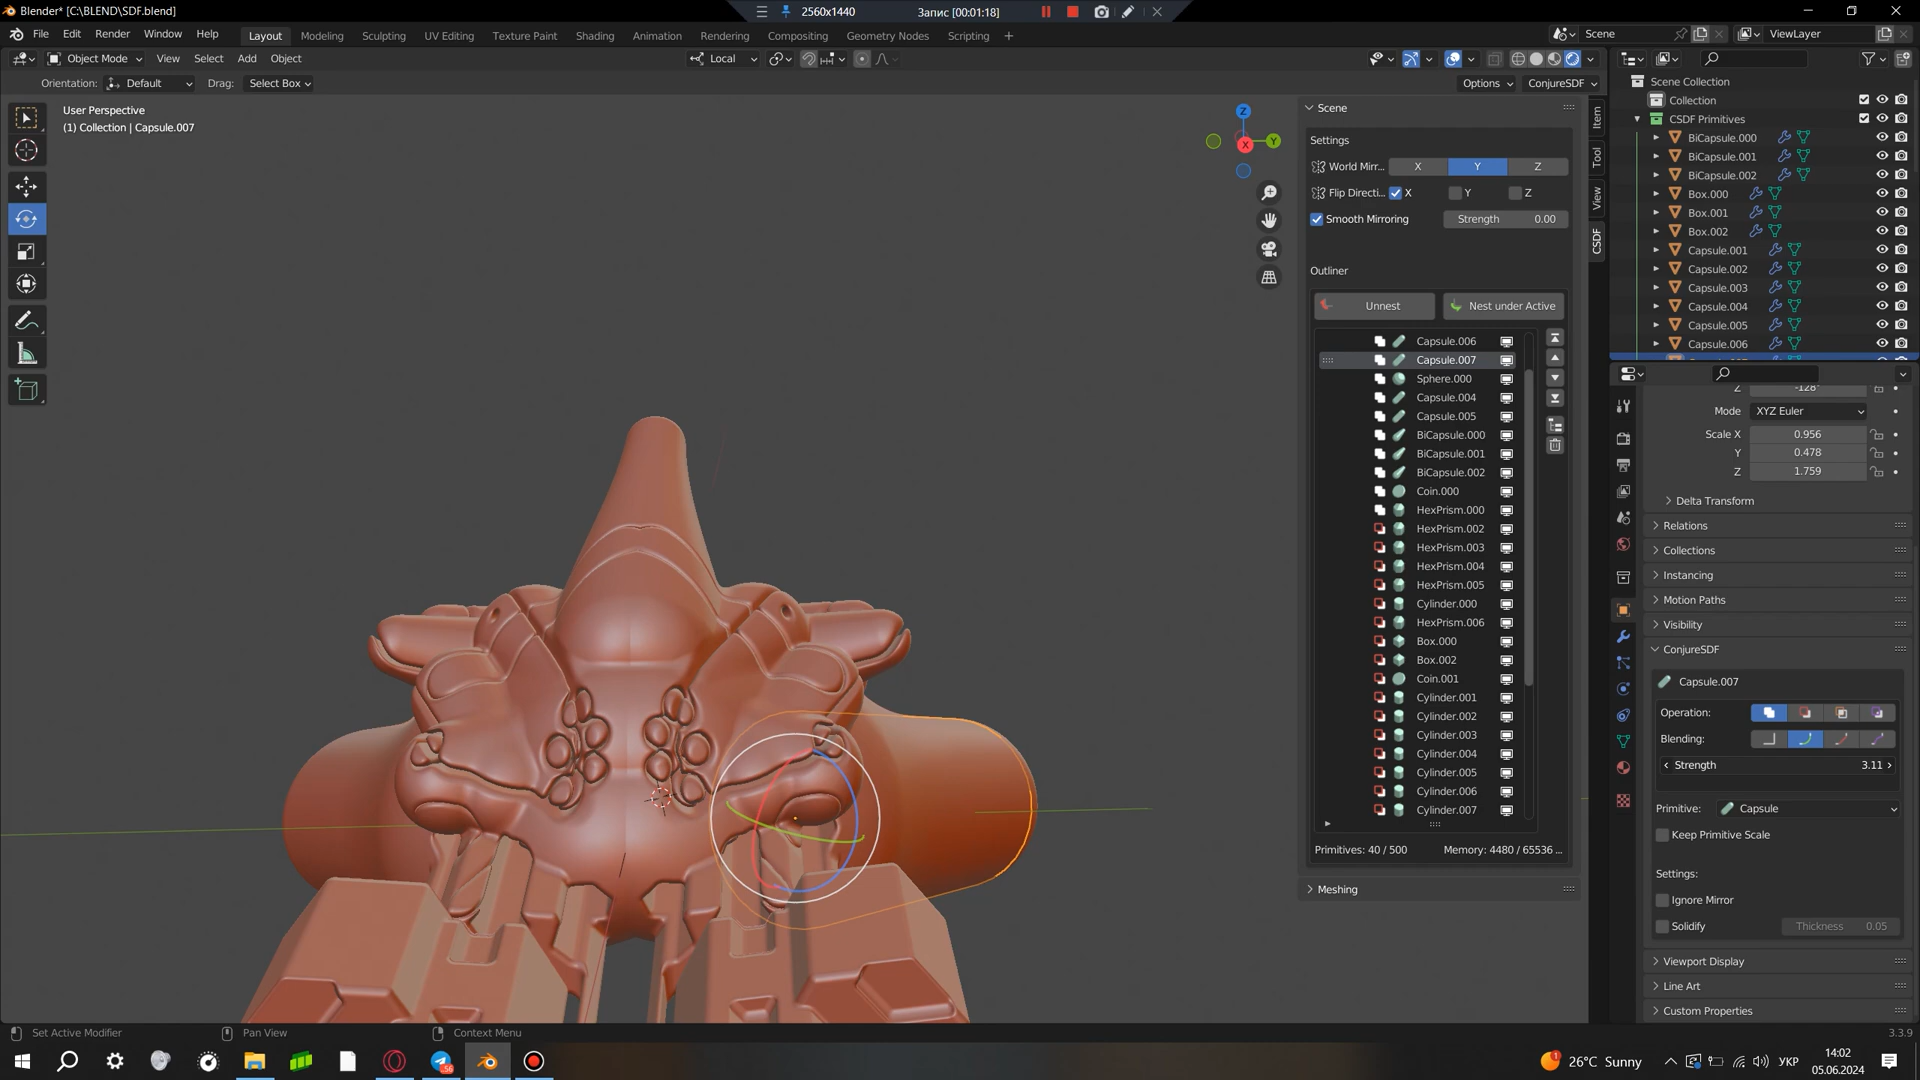 Blender* [C:\BLEND\SDF.blend]
2560x1440
Запис [00:01:18]
File Edit Render Window Help
Layout Modeling Sculpting UV Editing Texture Paint Shading Animation Rendering Compositing Geometry Nodes Scripting +
Scene
ViewLayer
Object Mode View Select Add Object
Local
Orientation: Default Drag: Select Box
Options ConjureSDF
User Perspective
(1) Collection | Capsule.007
Z
Y
X
Scene
Settings
World Mirr... X Y Z
Flip Directi... X Y Z
Smooth Mirroring Strength 0.00
Outliner
Unnest Nest under Active
Capsule.006
Capsule.007
Sphere.000
Capsule.004
Capsule.005
BiCapsule.000
BiCapsule.001
BiCapsule.002
Coin.000
HexPrism.000
HexPrism.002
HexPrism.003
HexPrism.004
HexPrism.005
Cylinder.000
HexPrism.006
Box.000
Box.002
Coin.001
Cylinder.001
Cylinder.002
Cylinder.003
Cylinder.004
Cylinder.005
Cylinder.006
Cylinder.007
Primitives: 40 / 500 Memory: 4480 / 65536 ...
Meshing
Item
Tool
View
CSDF
Scene Collection
Collection
CSDF Primitives
BiCapsule.000
BiCapsule.001
BiCapsule.002
Box.000
Box.001
Box.002
Capsule.001
Capsule.002
Capsule.003
Capsule.004
Capsule.005
Capsule.006
Z -128°
Mode XYZ Euler
Scale X 0.956
Y 0.478
Z 1.759
Delta Transform
Relations
Collections
Instancing
Motion Paths
Visibility
ConjureSDF
Capsule.007
Operation:
Blending:
Strength 3.11
Primitive: Capsule
Keep Primitive Scale
Settings:
Ignore Mirror
Solidify Thickness 0.05
Viewport Display
Line Art
Custom Properties
Set Active Modifier Pan View Context Menu
3.3.9
26°C Sunny
УКР
14:02
05.06.2024